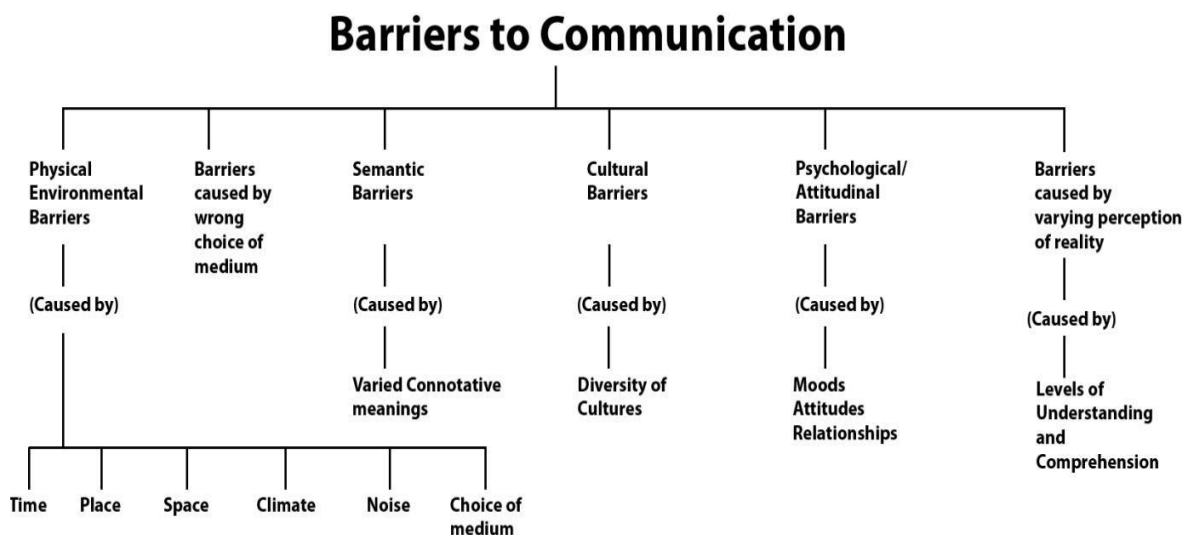 Barriers to Communication
Physical
Environmental
Barriers
Barriers
caused by
wrong
choice of
medium
Semantic
Barriers
Cultural
Barriers
Psychological/
Attitudinal
Barriers
Barriers
caused by
varying perception
of reality
(Caused by)
(Caused by)
(Caused by)
(Caused by)
(Caused by)
Varied Connotative
meanings
Diversity of
Cultures
Moods
Attitudes
Relationships
Levels of
Understanding
and
Comprehension
Time
Place
Space
Climate
Noise
Choice of
medium